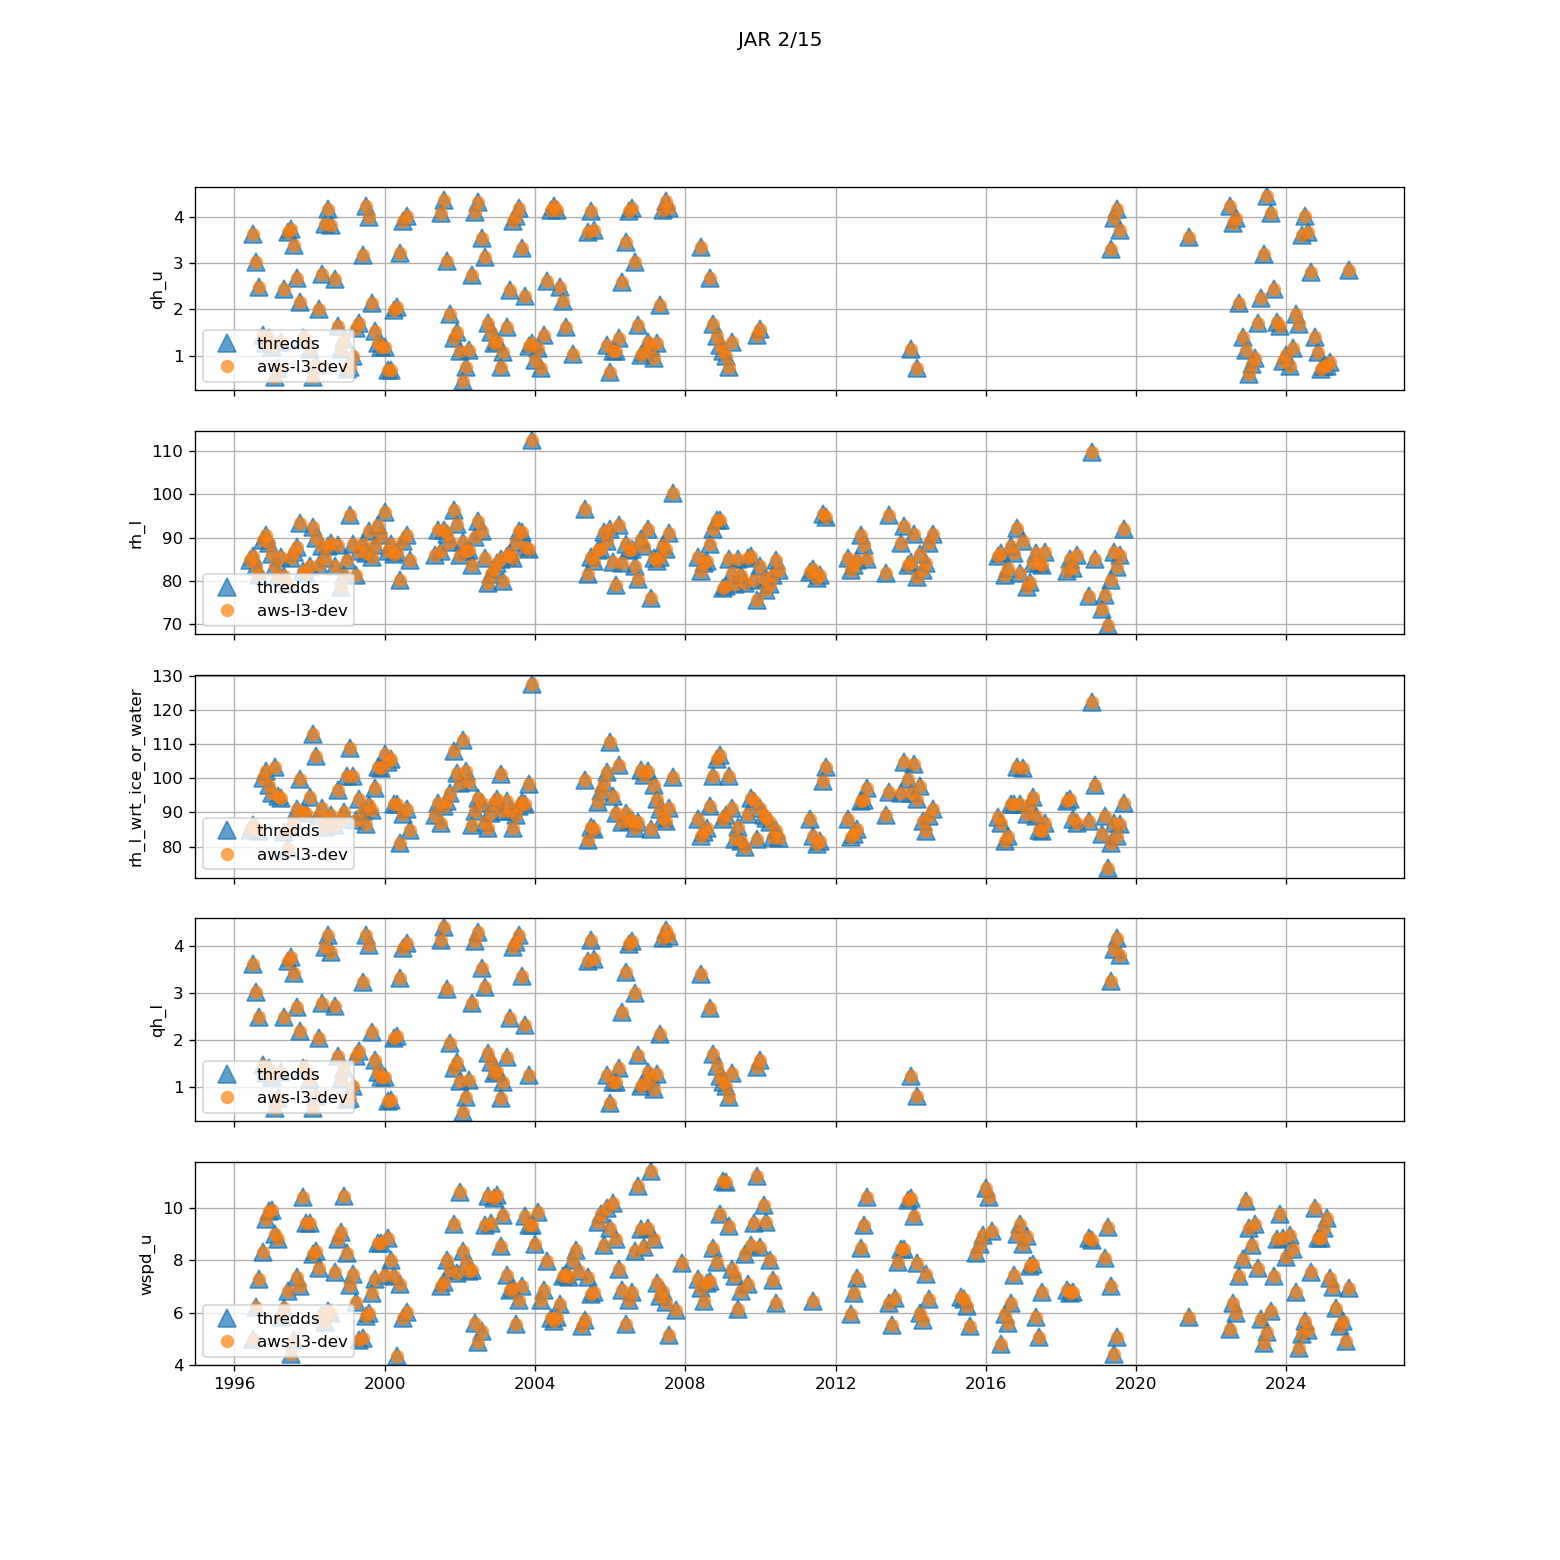 JAR 2/15
4
3
2
1
qh_u
thredds
aws-l3-dev
110
100
90
80
70
rh_l
thredds
aws-l3-dev
130
120
110
100
90
80
rh_l_wrt_ice_or_water
thredds
aws-l3-dev
4
3
2
1
qh_l
thredds
aws-l3-dev
10
8
6
4
wspd_u
thredds
aws-l3-dev
1996 2000 2004 2008 2012 2016 2020 2024